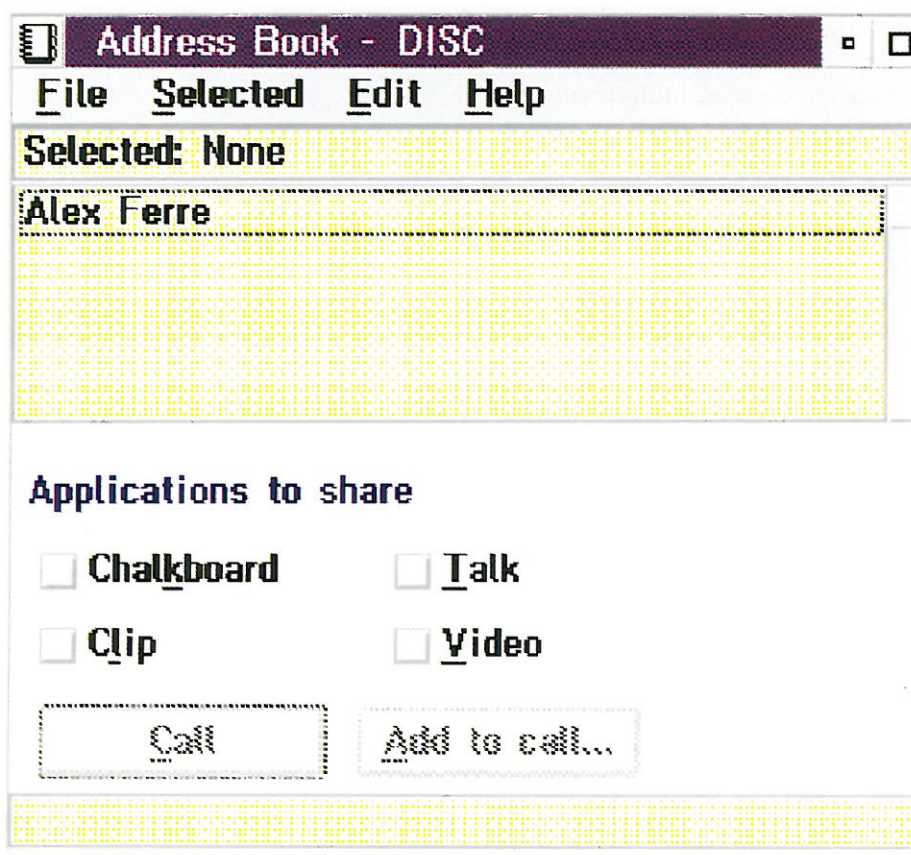 Address Book - DISC
File Selected Edit Help
Selected: None
Alex Ferre
Applications to share
Chalkboard Talk
Clip Video
Call Add to call...